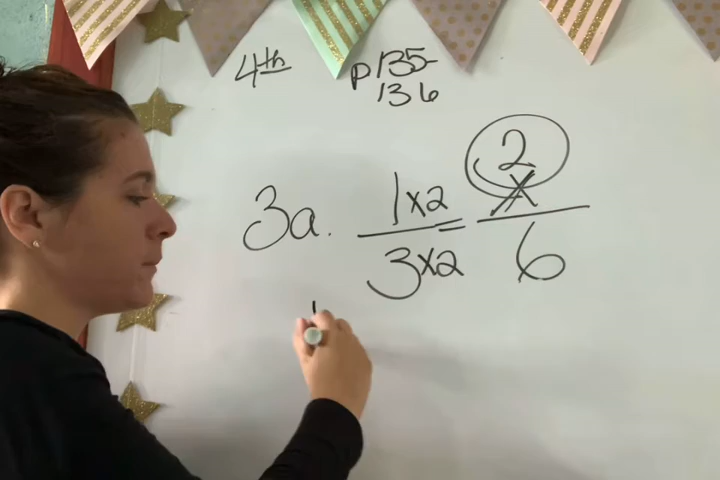 4th p135-
136
2
3a. 1x2 = x
3x2 6